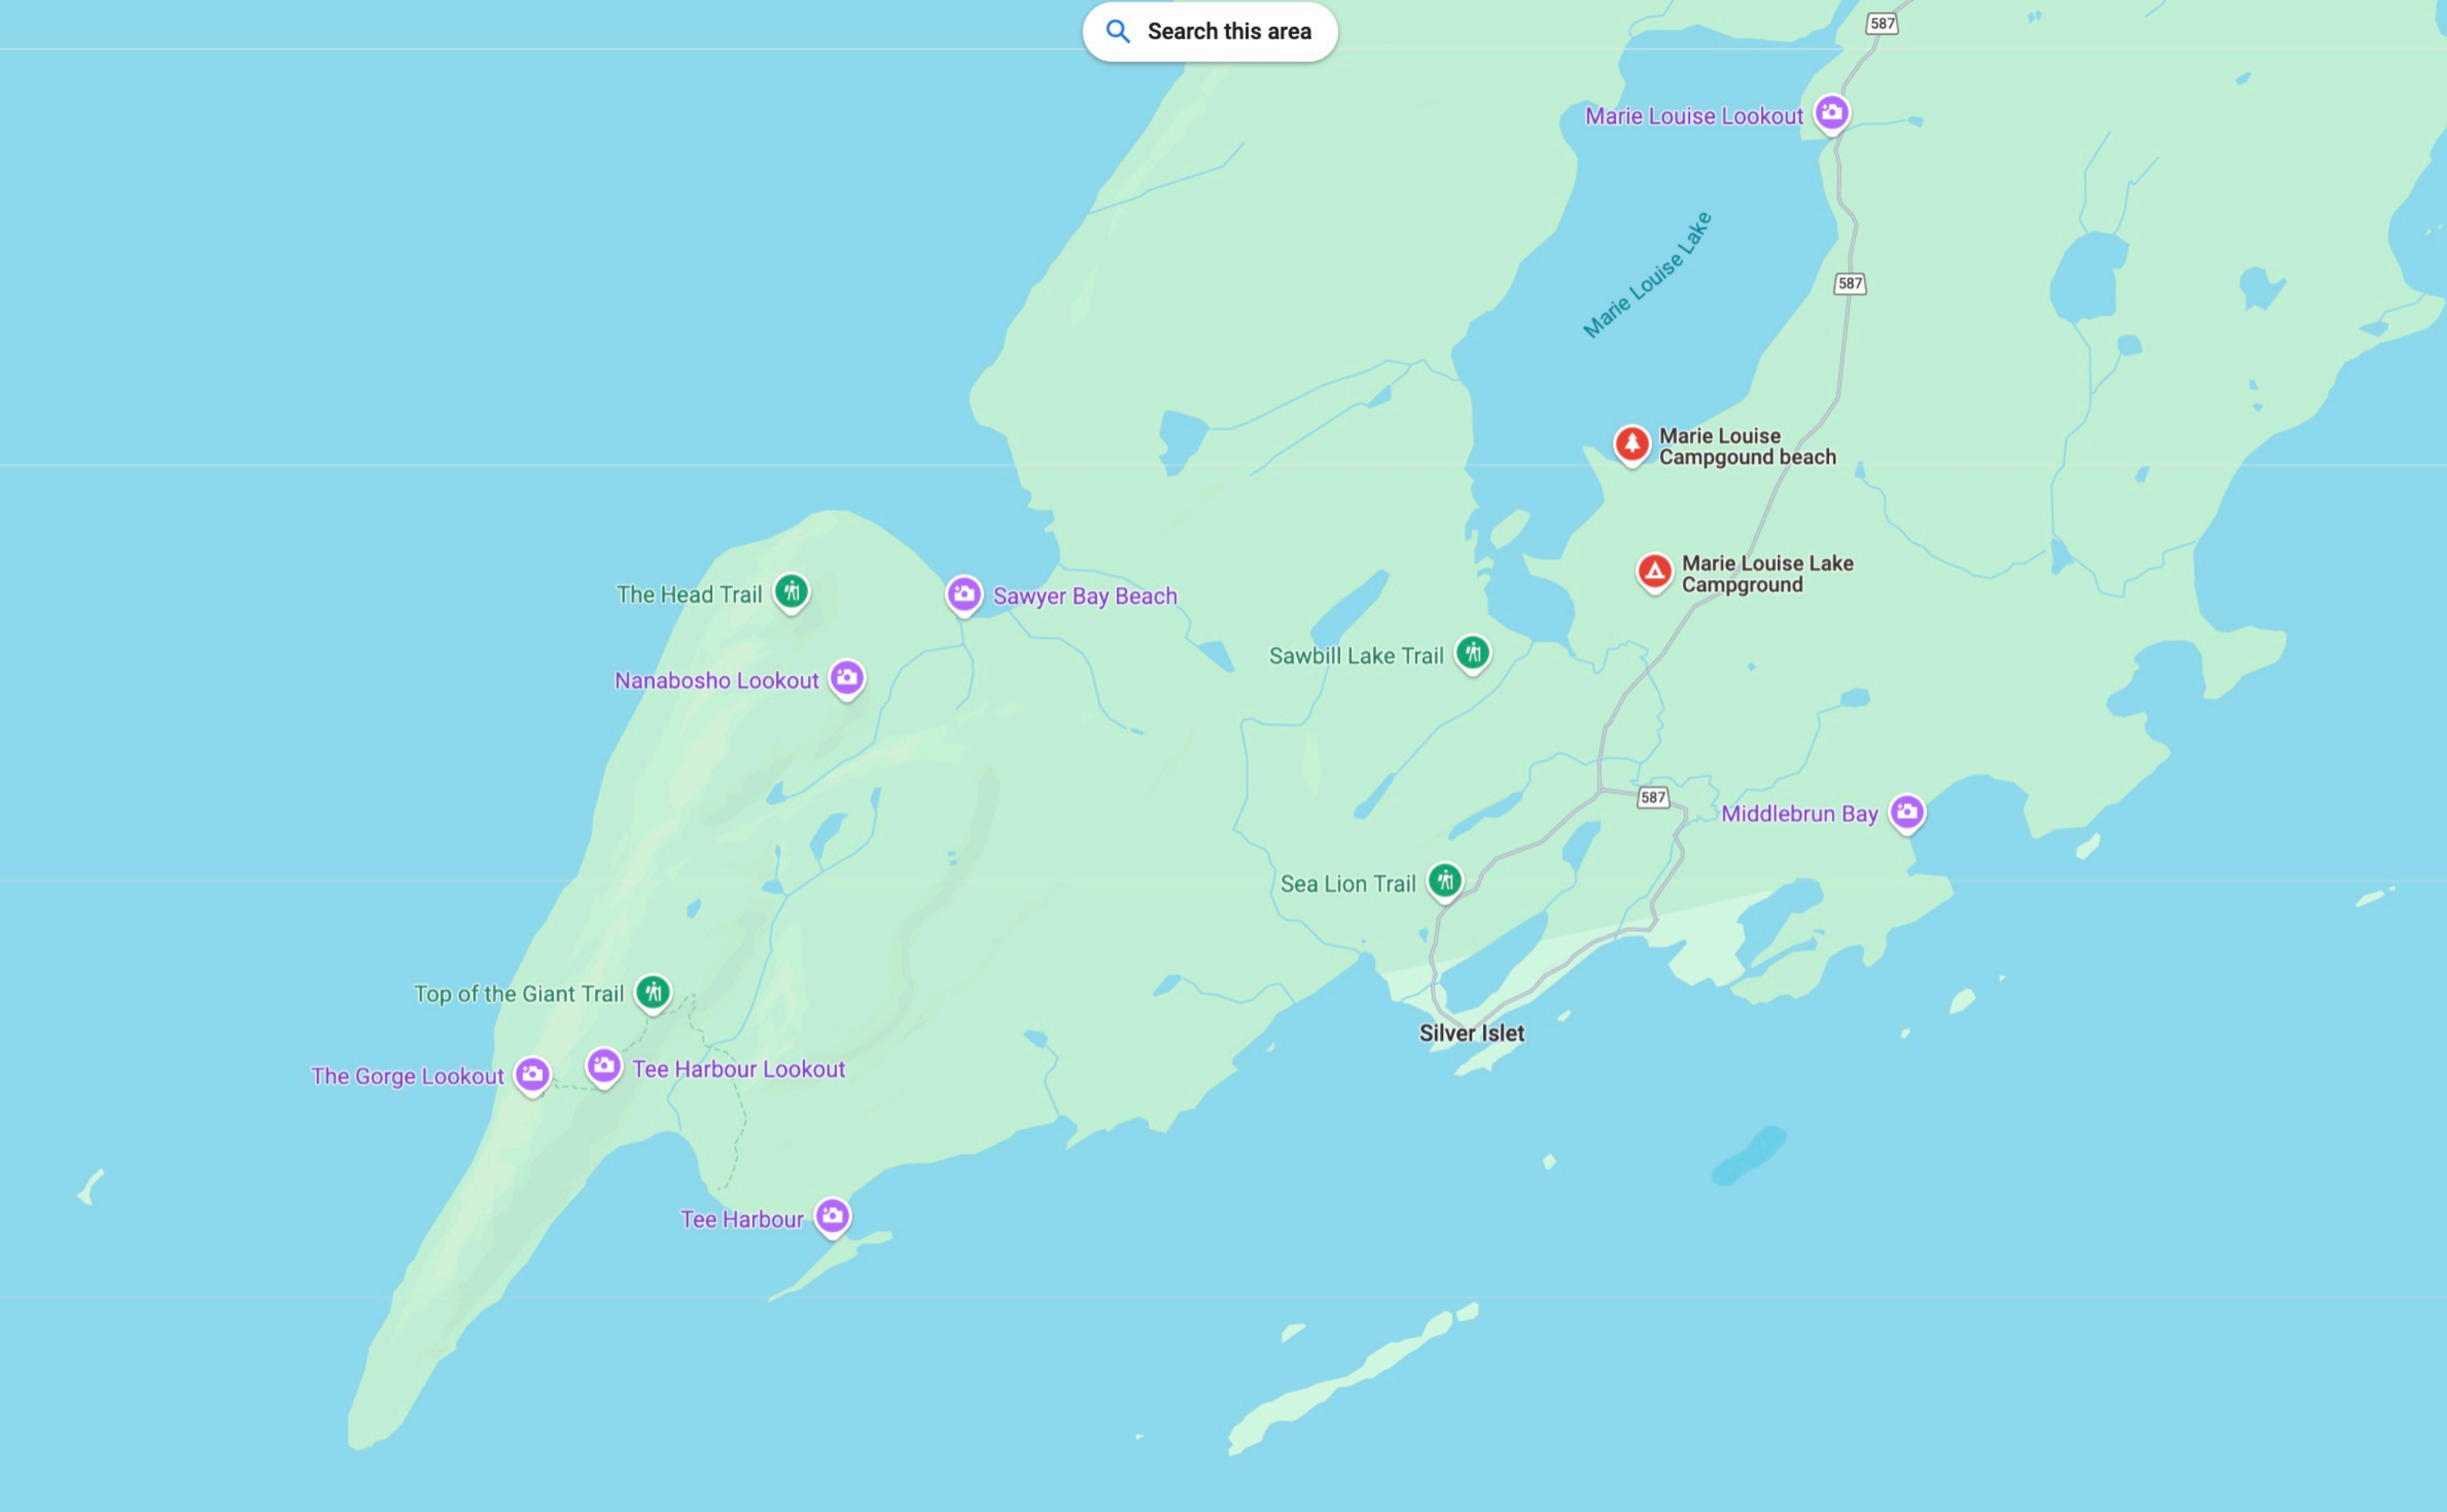 Search this area
587
Marie Louise Lookout
Marie Louise Lake
587
Marie Louise
Campgound beach
Marie Louise Lake
Campground
The Head Trail
Sawyer Bay Beach
Sawbill Lake Trail
Nanabosho Lookout
587
Middlebrun Bay
Sea Lion Trail
Top of the Giant Trail
Silver Islet
The Gorge Lookout
Tee Harbour Lookout
Tee Harbour